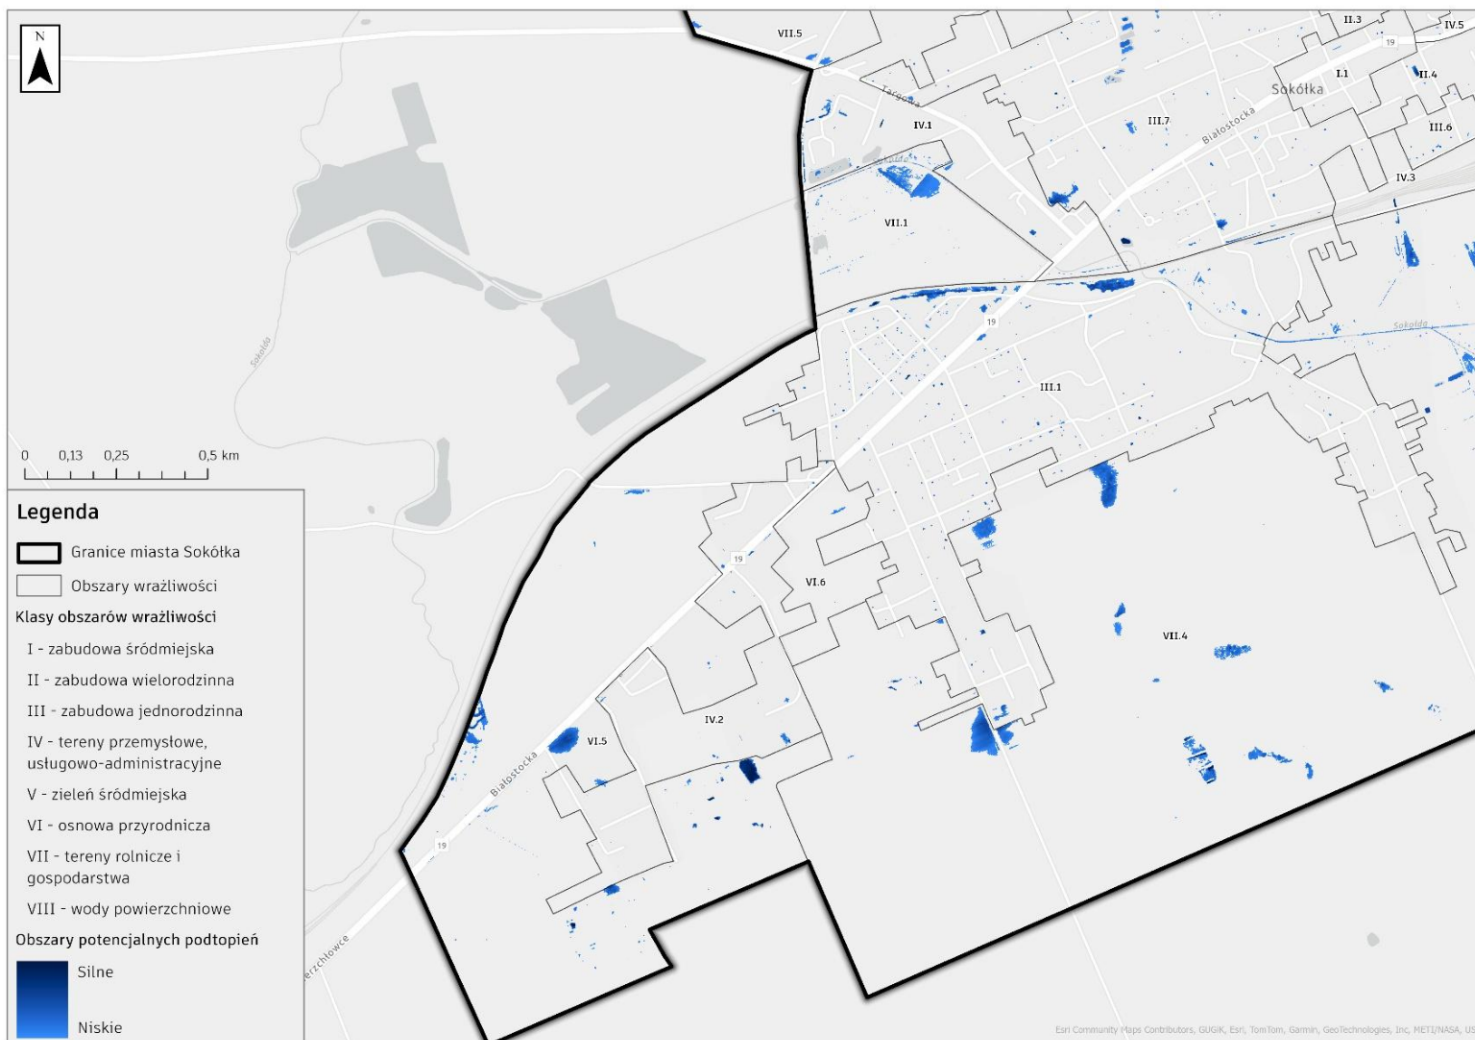 N
VII.5
II.3
IV.5
19
I.1
II.4
Sokółka
Targowa
IV.1
III.7
Białostocka
III.6
Sokołda
IV.3
VII.1
19
Sokołda
Sokołda
III.1
0 0,13 0,25 0,5 km
19
VI.6
VII.4
IV.2
VI.5
Białostocka
19
Legenda
Granice miasta Sokółka
Obszary wrażliwości
Klasy obszarów wrażliwości
I - zabudowa śródmiejska
II - zabudowa wielorodzinna
III - zabudowa jednorodzinna
IV - tereny przemysłowe,
usługowo-administracyjne
V - zieleń śródmiejska
VI - osnowa przyrodnicza
VII - tereny rolnicze i
gospodarstwa
VIII - wody powierzchniowe
Obszary potencjalnych podtopień
Silne
Niskie
ierzchłowce
Esri Community Maps Contributors, GUGiK, Esri, TomTom, Garmin, GeoTechnologies, Inc, METI/NASA, US